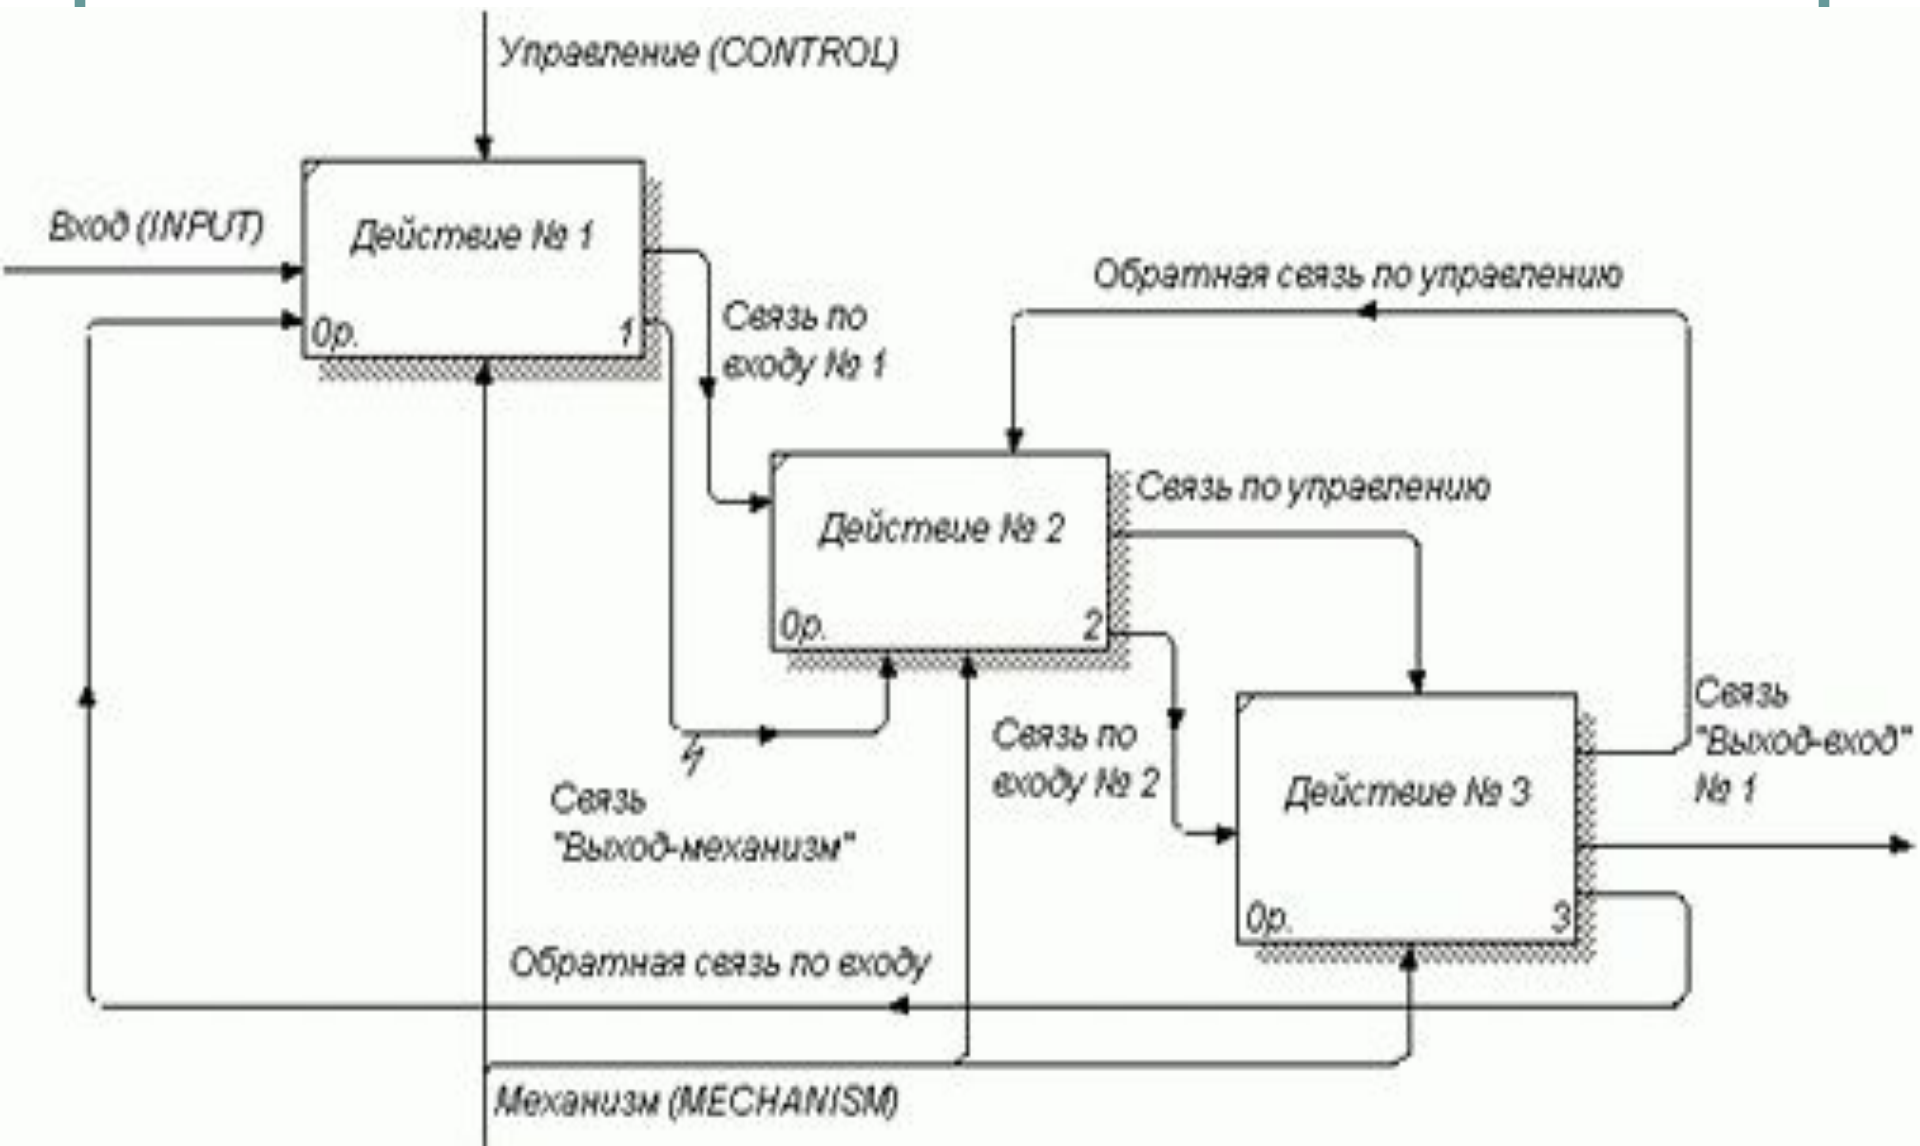 Управление (CONTROL)
Вход (INPUT)
Действие № 1
0р.
1
Связь по
входу № 1
Обратная связь по управлению
Связь по управлению
Действие № 2
0р.
2
Связь по
входу № 2
Связь
"Выход-вход"
№ 1
Действие № 3
0р.
3
Связь
"Выход-механизм"
Обратная связь по входу
Механизм (MECHANISM)